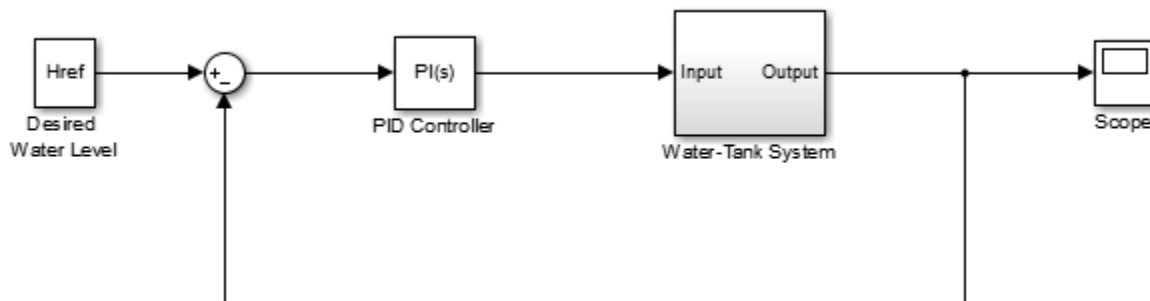 Href
+
-
PI(s)
Input
Output
Desired
Water Level
PID Controller
Water-Tank System
Scope